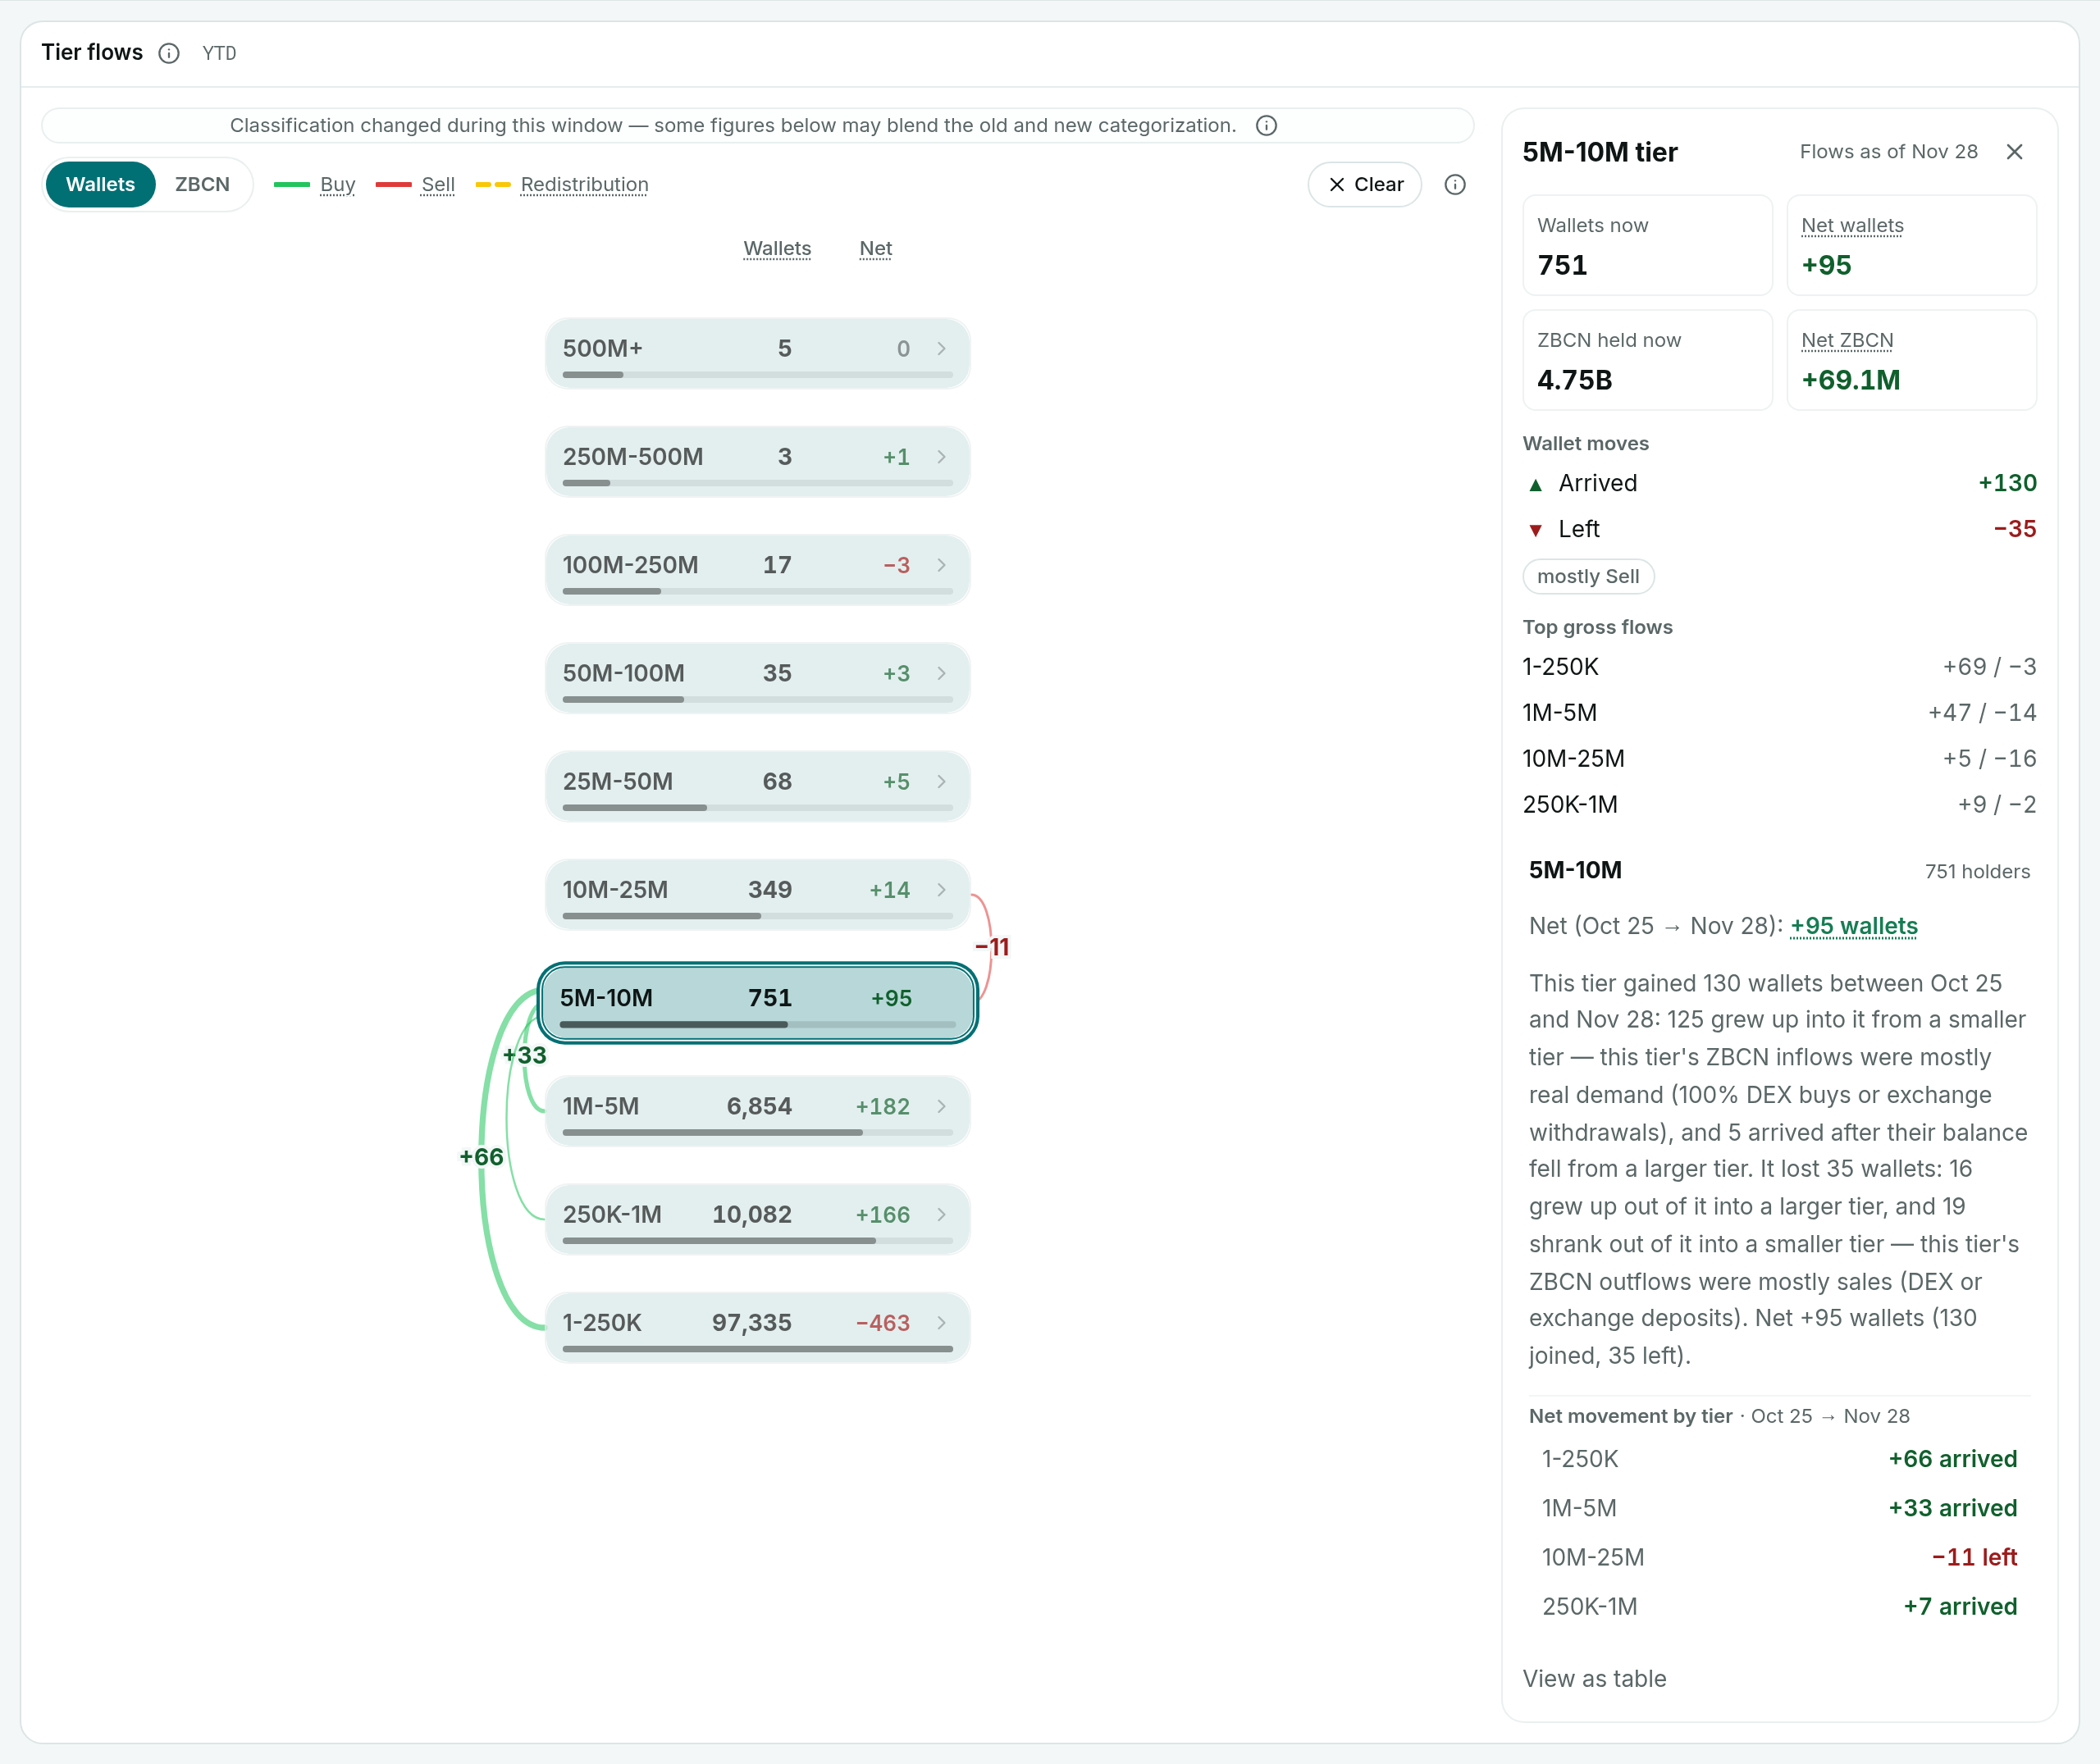 Tier flows YTD
Classification changed during this window — some figures below may blend the old and new categorization.
Wallets ZBCN Buy Sell Redistribution Clear
Wallets Net
500M+ 5 0
250M-500M 3 +1
100M-250M 17 −3
50M-100M 35 +3
25M-50M 68 +5
10M-25M 349 +14
−11
5M-10M 751 +95
+33
1M-5M 6,854 +182
+66
250K-1M 10,082 +166
1-250K 97,335 −463
5M-10M tier Flows as of Nov 28
Wallets now
751
Net wallets
+95
ZBCN held now
4.75B
Net ZBCN
+69.1M
Wallet moves
▲ Arrived +130
▼ Left −35
mostly Sell
Top gross flows
1-250K +69 / −3
1M-5M +47 / −14
10M-25M +5 / −16
250K-1M +9 / −2
5M-10M 751 holders
Net (Oct 25 → Nov 28): +95 wallets
This tier gained 130 wallets between Oct 25
and Nov 28: 125 grew up into it from a smaller
tier — this tier's ZBCN inflows were mostly
real demand (100% DEX buys or exchange
withdrawals), and 5 arrived after their balance
fell from a larger tier. It lost 35 wallets: 16
grew up out of it into a larger tier, and 19
shrank out of it into a smaller tier — this tier's
ZBCN outflows were mostly sales (DEX or
exchange deposits). Net +95 wallets (130
joined, 35 left).
Net movement by tier · Oct 25 → Nov 28
1-250K +66 arrived
1M-5M +33 arrived
10M-25M −11 left
250K-1M +7 arrived
View as table